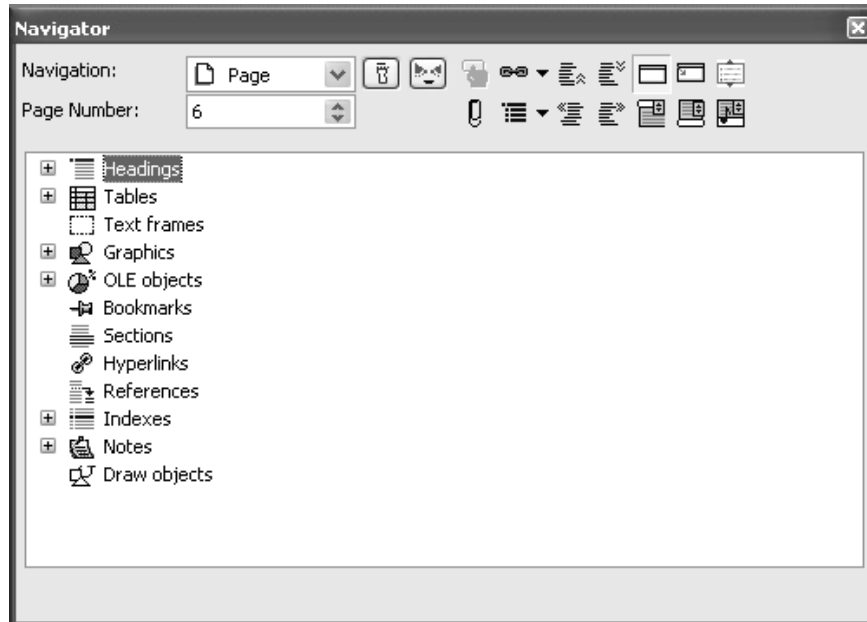 Navigator
Navigation: Page
Page Number: 6
Headings
Tables
Text frames
Graphics
OLE objects
Bookmarks
Sections
Hyperlinks
References
Indexes
Notes
Draw objects